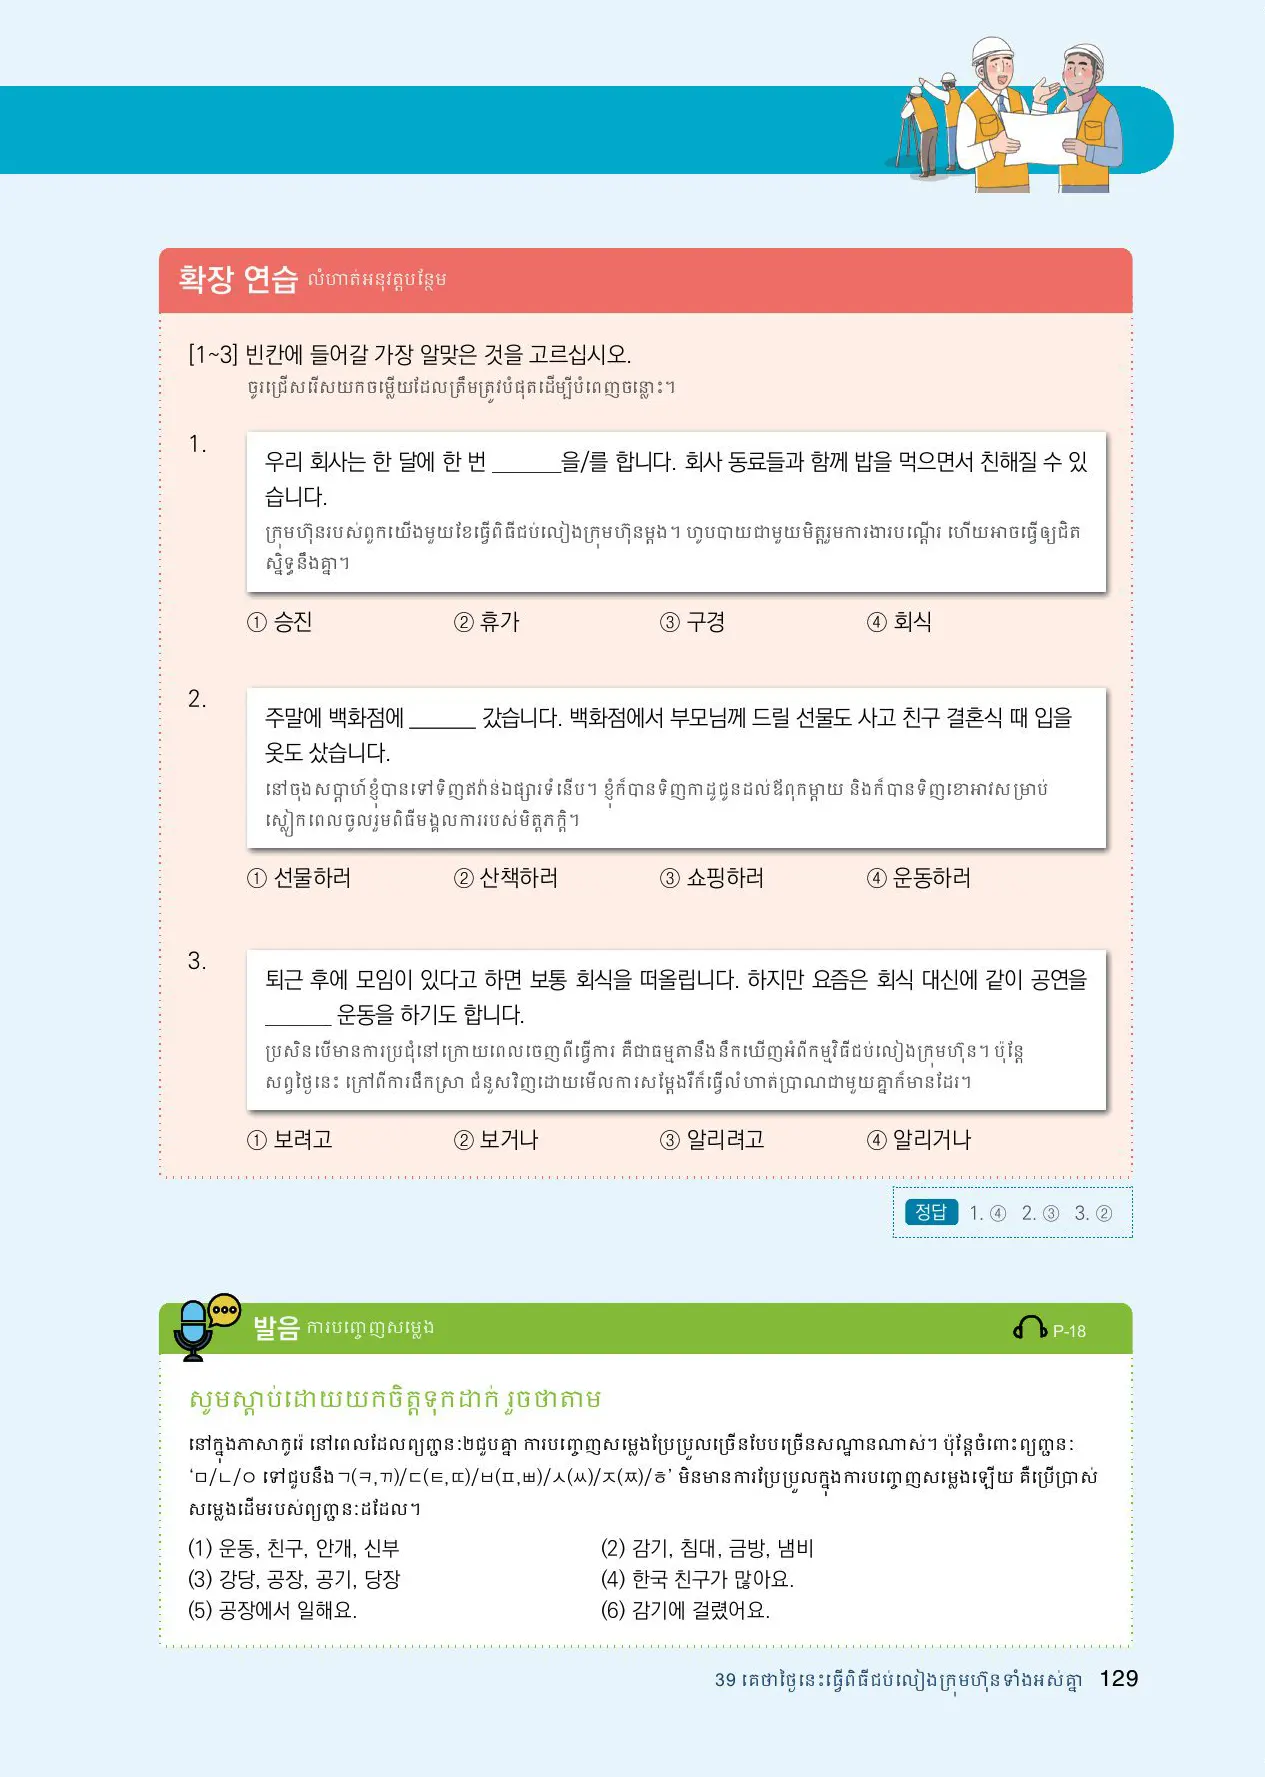 확장 연습 លំហាត់អនុវត្តបន្ថែម
[1~3] 빈칸에 들어갈 가장 알맞은 것을 고르십시오.
ចូរជ្រើសរើសយកចម្លើយដែលត្រឹមត្រូវបំផុតដើម្បីបំពេញចន្លោះ។
1.
우리 회사는 한 달에 한 번 ______을/를 합니다. 회사 동료들과 함께 밥을 먹으면서 친해질 수 있
습니다.
ក្រុមហ៊ុនរបស់ពួកយើងមួយខែធ្វើពិធីជប់លៀងក្រុមហ៊ុនម្តង។ ហូបបាយជាមួយមិត្តរួមការងារបណ្តើរ ហើយអាចធ្វើឲ្យជិត
ស្និទ្ធនឹងគ្នា។
① 승진 ② 휴가 ③ 구경 ④ 회식
2.
주말에 백화점에 ______ 갔습니다. 백화점에서 부모님께 드릴 선물도 사고 친구 결혼식 때 입을
옷도 샀습니다.
នៅចុងសប្តាហ៍ខ្ញុំបានទៅទិញឥវ៉ាន់ឯផ្សារទំនើប។ ខ្ញុំក៏បានទិញកាដូជូនដល់ឪពុកម្តាយ និងក៏បានទិញខោអាវសម្រាប់
ស្លៀកពេលចូលរួមពិធីមង្គលការរបស់មិត្តភក្តិ។
① 선물하러 ② 산책하러 ③ 쇼핑하러 ④ 운동하러
3.
퇴근 후에 모임이 있다고 하면 보통 회식을 떠올립니다. 하지만 요즘은 회식 대신에 같이 공연을
______ 운동을 하기도 합니다.
ប្រសិនបើមានការប្រជុំនៅក្រោយពេលចេញពីធ្វើការ គឺជាធម្មតានឹងនឹកឃើញអំពីកម្មវិធីជប់លៀងក្រុមហ៊ុន។ ប៉ុន្តែ
សព្វថ្ងៃនេះ ក្រៅពីការផឹកស្រា ជំនួសវិញដោយមើលការសម្តែងរឺក៏ធ្វើលំហាត់ប្រាណជាមួយគ្នាក៏មានដែរ។
① 보려고 ② 보거나 ③ 알리려고 ④ 알리거나
정답 1. ④ 2. ③ 3. ②
발음 ការបញ្ចេញសម្លេង P-18
សូមស្តាប់ដោយយកចិត្តទុកដាក់ រួចថាតាម
នៅក្នុងភាសាកូរ៉េ នៅពេលដែលព្យញ្ជនៈ២ជួបគ្នា ការបញ្ចេញសម្លេងប្រែប្រួលច្រើនបែបច្រើនសណ្ឋានណាស់។ ប៉ុន្តែចំពោះព្យញ្ជនៈ
‘ㅁ/ㄴ/ㅇ ទៅជួបនឹងㄱ(ㅋ,ㄲ)/ㄷ(ㅌ,ㄸ)/ㅂ(ㅍ,ㅃ)/ㅅ(ㅆ)/ㅈ(ㅉ)/ㅎ’ មិនមានការប្រែប្រួលក្នុងការបញ្ចេញសម្លេងឡើយ គឺប្រើប្រាស់
សម្លេងដើមរបស់ព្យញ្ជនៈដដែល។
(1) 운동, 친구, 안개, 신부 (2) 감기, 침대, 금방, 냄비
(3) 강당, 공장, 공기, 당장 (4) 한국 친구가 많아요.
(5) 공장에서 일해요. (6) 감기에 걸렸어요.
39 គេថាថ្ងៃនេះធ្វើពិធីជប់លៀងក្រុមហ៊ុនទាំងអស់គ្នា 129